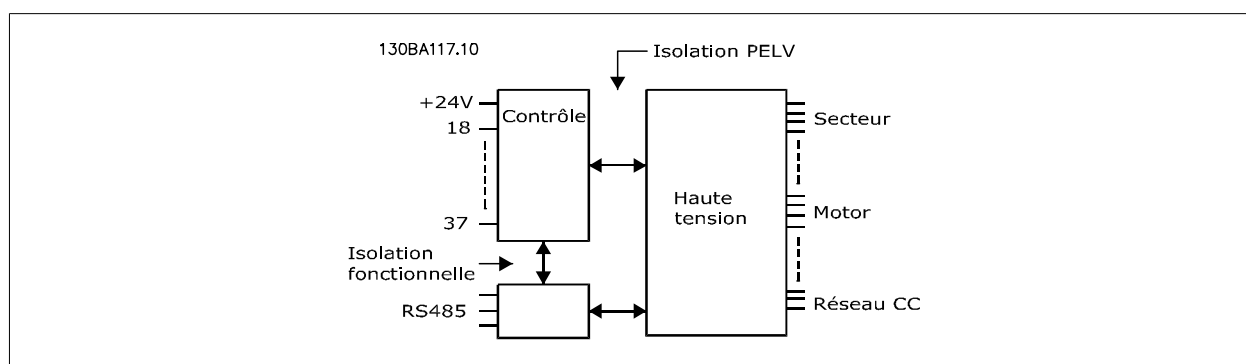 130BA117.10
Isolation PELV
+24V
Contrôle
18
37
Haute
tension
Secteur
Motor
Isolation
fonctionnelle
RS485
Réseau CC